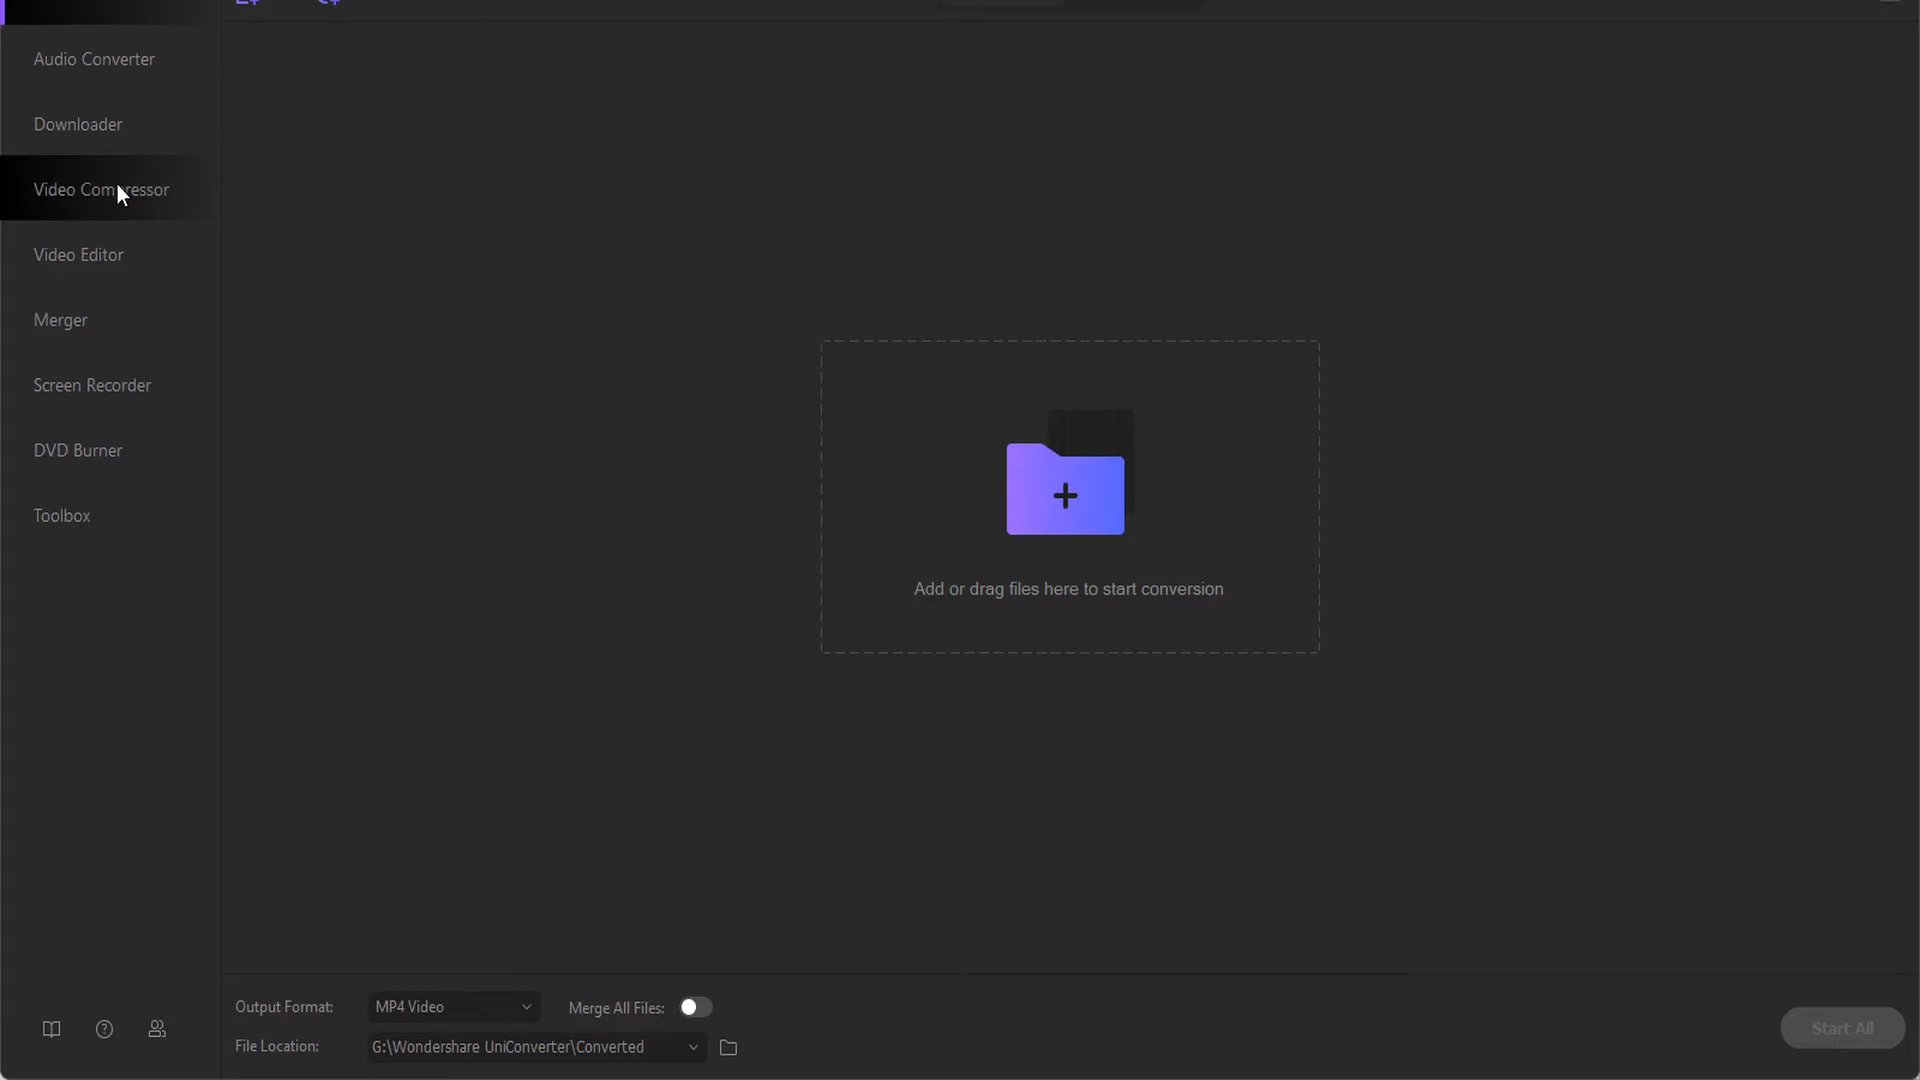 Audio Converter
Downloader
Video Compressor
Video Editor
Merger
Screen Recorder
DVD Burner
Toolbox
Add or drag files here to start conversion
Output Format: MP4 Video Merge All Files:
File Location: G:\Wondershare UniConverter\Converted
Start All